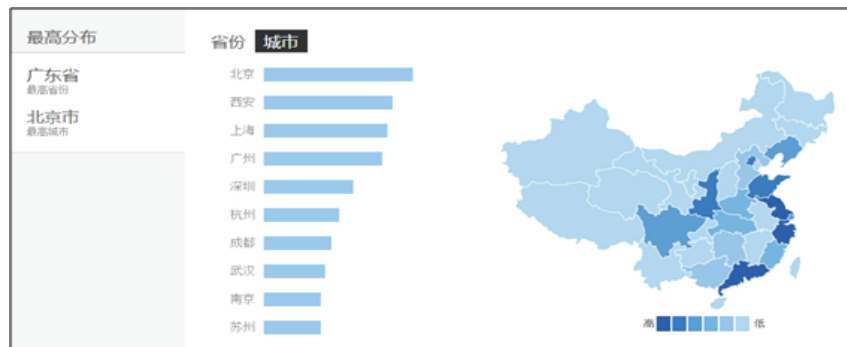 最高分布
广东省
最高省份
北京市
最高城市
省份 城市
北京
西安
上海
广州
深圳
杭州
成都
武汉
南京
苏州
高 低